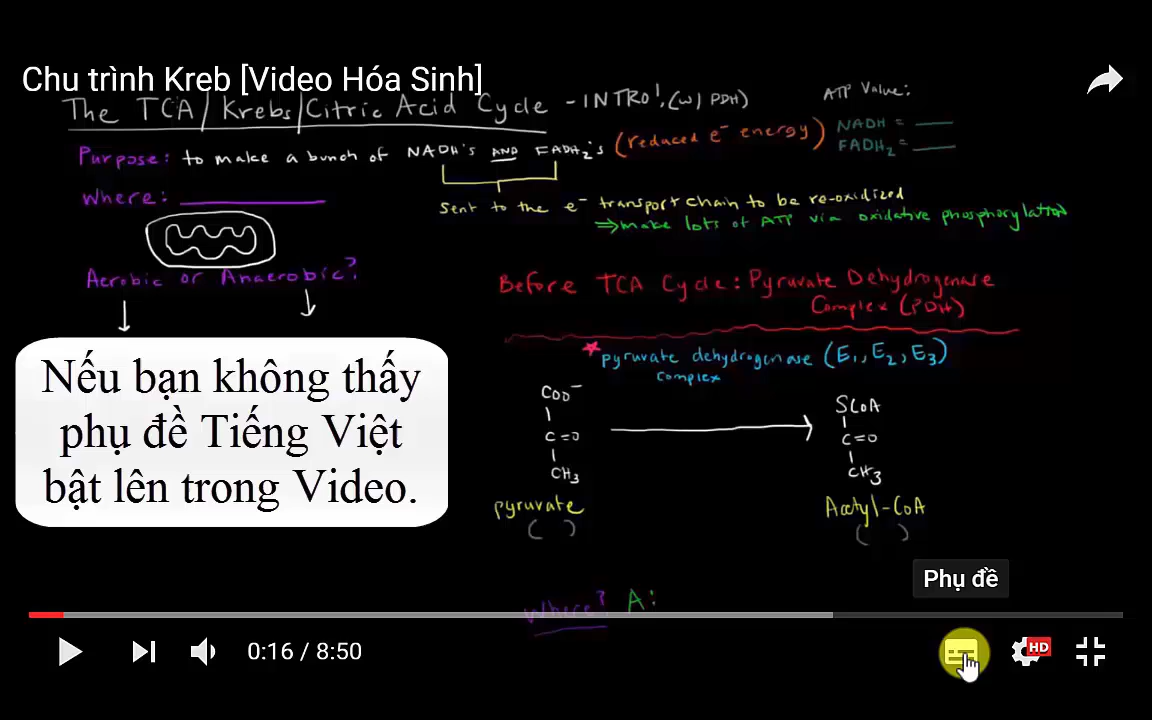 Chu trình Kreb [Video Hóa Sinh]
The TCA/Krebs/Citric Acid Cycle - INTRO! (w/ PDH)
ATP Value:
NADH = ____
FADH₂ = ____
Purpose: to make a bunch of NADH's AND FADH₂'s (reduced e⁻ energy)
Where: ________
Sent to the e⁻ transport chain to be re-oxidized
⇒ make lots of ATP via oxidative phosphorylation
Aerobic or Anaerobic?
Before TCA Cycle: Pyruvate Dehydrogenase
Complex (PDH)
Nếu bạn không thấy
phụ đề Tiếng Việt
bật lên trong Video.
* pyruvate dehydrogenase (E₁, E₂, E₃)
complex
COO⁻
C=O
CH₃
pyruvate
( )
SCoA
C=O
CH₃
Acetyl-CoA
( )
Phụ đề
Where? A:
0:16 / 8:50
HD